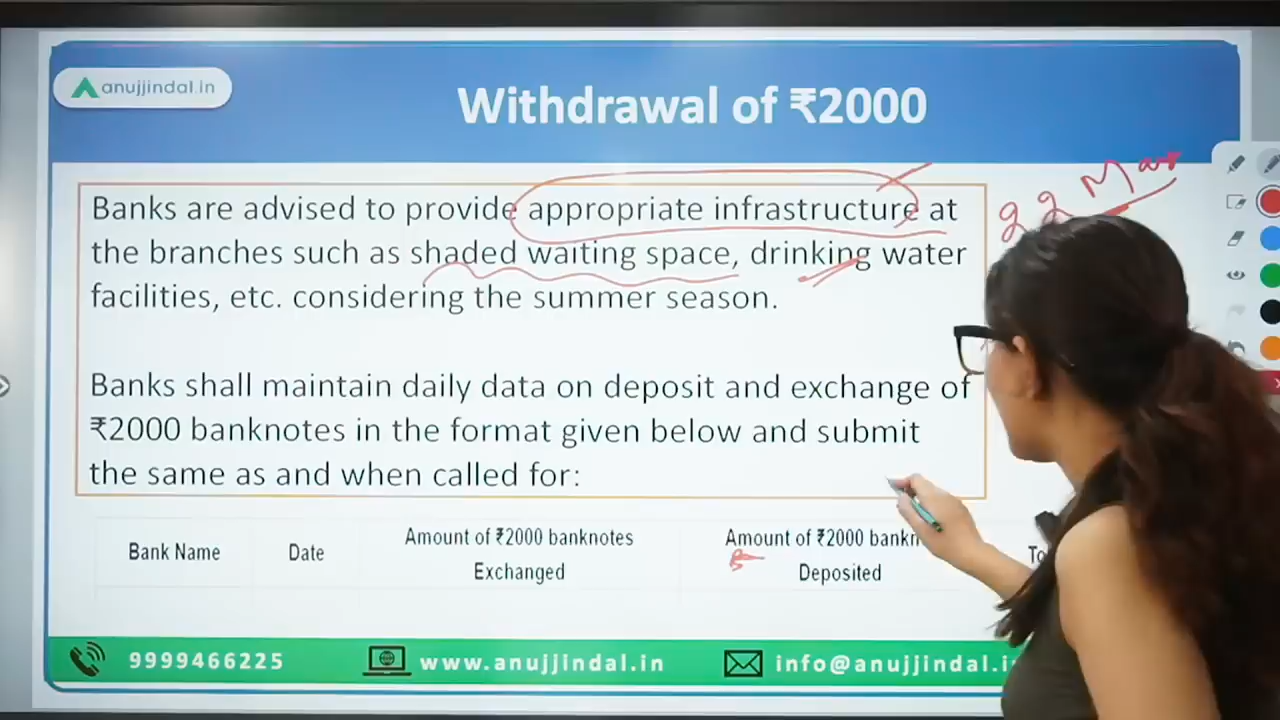 anujjindal.in
Withdrawal of ₹2000
22 Mar
Banks are advised to provide appropriate infrastructure at
the branches such as shaded waiting space, drinking water
facilities, etc. considering the summer season.
Banks shall maintain daily data on deposit and exchange of
₹2000 banknotes in the format given below and submit
the same as and when called for:
Bank Name
Date
Amount of ₹2000 banknotes
Exchanged
Amount of ₹2000 bankn
Deposited
To
9999466225
www.anujjindal.in
info@anujjindal.i